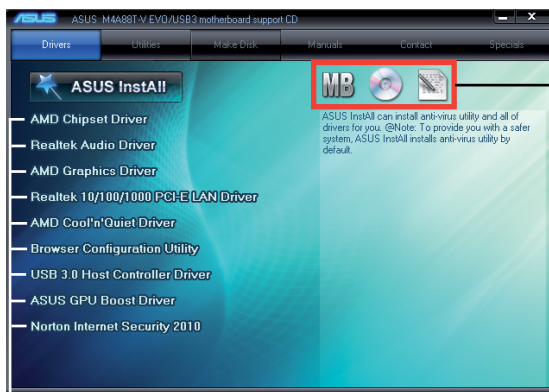 ASUS ASUS M4A88T-V EVO/USB3 motherboard support CD
Drivers Utilities Make Disk Manuals Contact Specials
ASUS InstAll
MB
ASUS InstAll can install anti-virus utility and all of
drivers for you. @Note: To provide you with a safer
system, ASUS InstAll installs anti-virus utility by
default.
AMD Chipset Driver
Realtek Audio Driver
AMD Graphics Driver
Realtek 10/100/1000 PCI-E LAN Driver
AMD Cool'n'Quiet Driver
Browser Configuration Utility
USB 3.0 Host Controller Driver
ASUS GPU Boost Driver
Norton Internet Security 2010